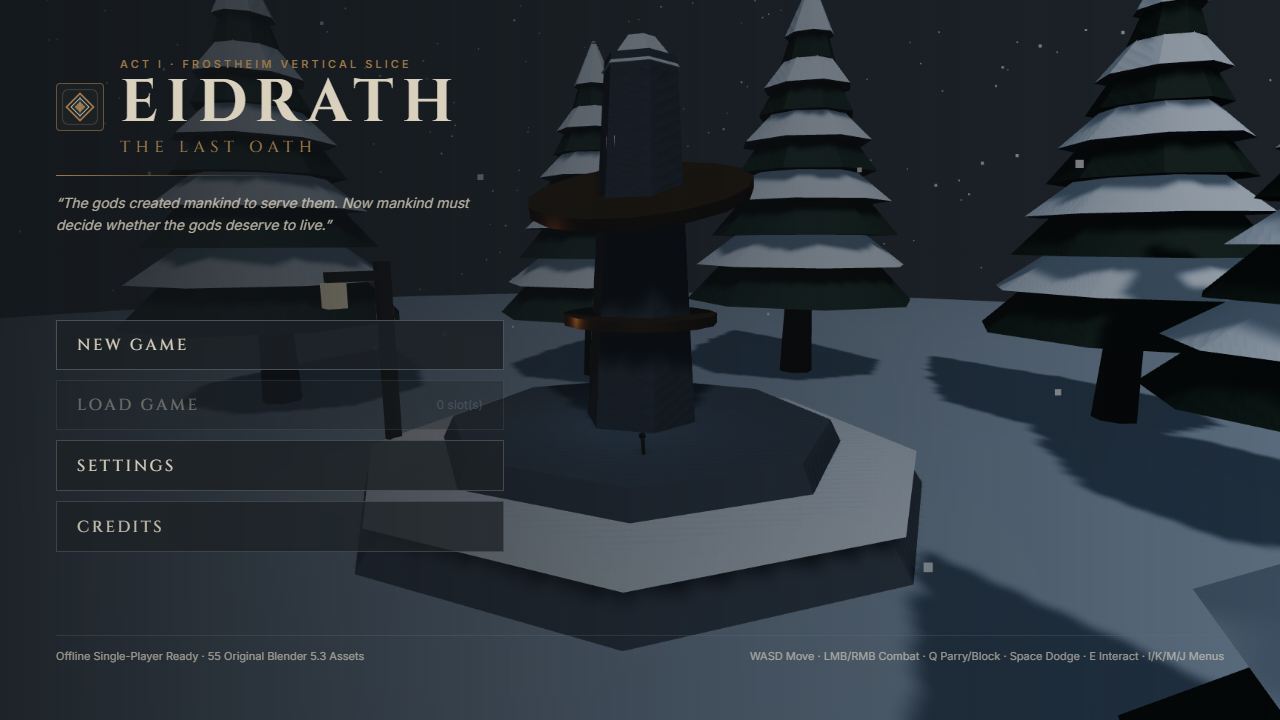 ACT I · FROSTHEIM VERTICAL SLICE
EIDRATH
THE LAST OATH
“The gods created mankind to serve them. Now mankind must
decide whether the gods deserve to live.”
NEW GAME
LOAD GAME 0 slot(s)
SETTINGS
CREDITS
Offline Single-Player Ready · 55 Original Blender 5.3 Assets
WASD Move · LMB/RMB Combat · Q Parry/Block · Space Dodge · E Interact · I/K/M/J Menus